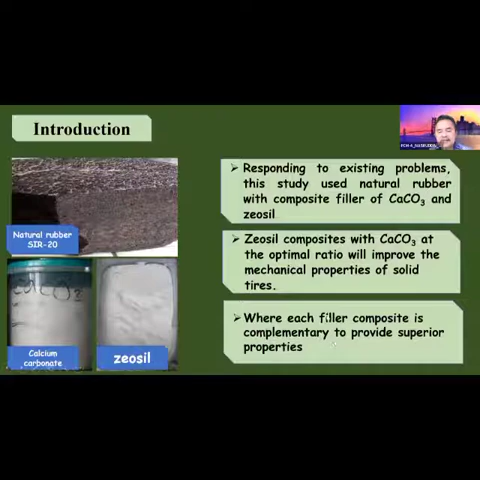 Introduction
Natural rubber
SIR-20
Calcium
carbonate
zeosil
➢ Responding to existing problems,
this study used natural rubber
with composite filler of CaCO₃ and
zeosil
➢ Zeosil composites with CaCO₃ at
the optimal ratio will improve the
mechanical properties of solid
tires.
➢ Where each filler composite is
complementary to provide superior
properties